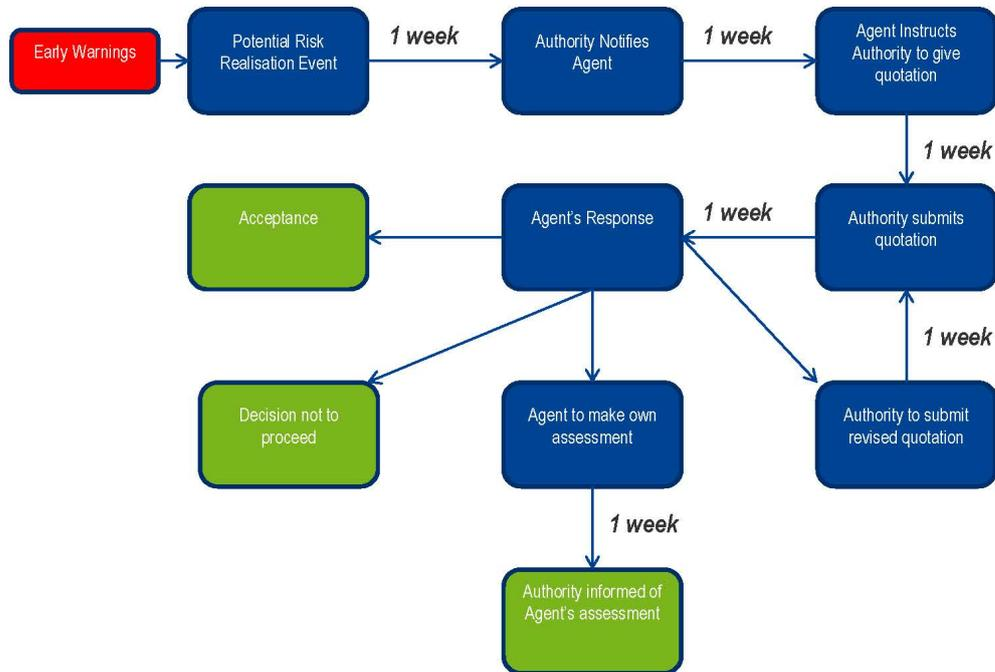 Early Warnings
Potential Risk
Realisation Event
1 week
Authority Notifies
Agent
1 week
Agent Instructs
Authority to give
quotation
1 week
Acceptance
Agent's Response
1 week
Authority submits
quotation
1 week
Decision not to
proceed
Agent to make own
assessment
Authority to submit
revised quotation
1 week
Authority informed of
Agent's assessment